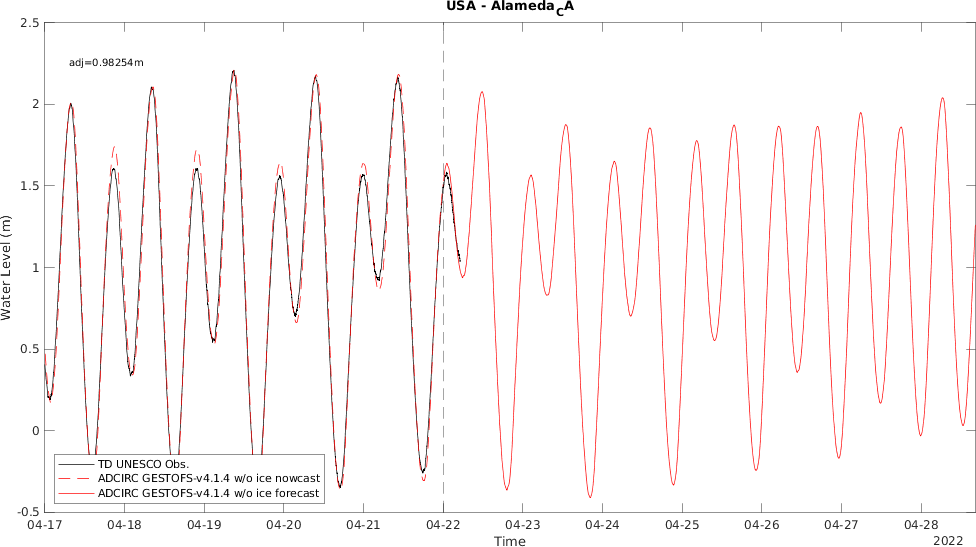 USA - Alameda_CA
adj=0.98254m
2.5
2
1.5
1
0.5
0
-0.5
Water Level (m)
TD UNESCO Obs.
ADCIRC GESTOFS-v4.1.4 w/o ice nowcast
ADCIRC GESTOFS-v4.1.4 w/o ice forecast
04-17 04-18 04-19 04-20 04-21 04-22 04-23 04-24 04-25 04-26 04-27 04-28
Time
2022